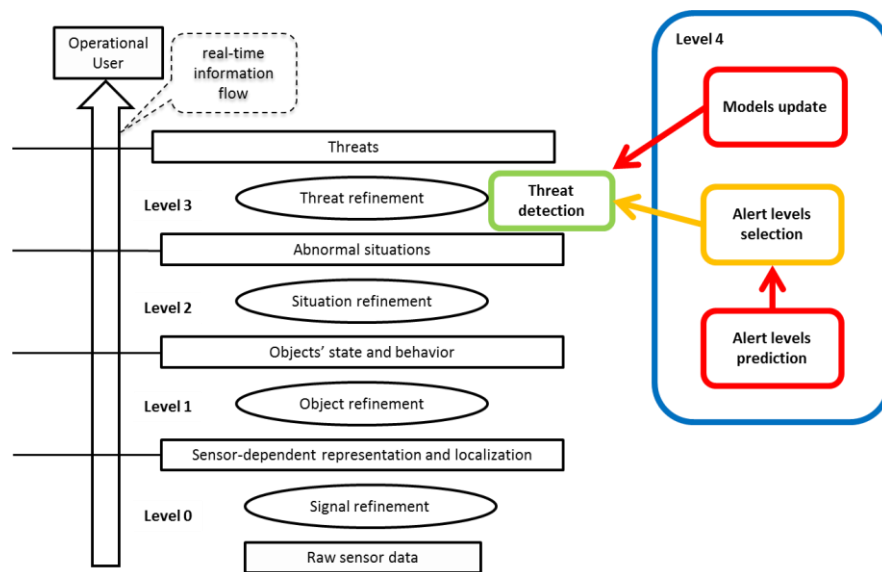 Operational
User
real-time
information
flow
Threats
Level 3
Threat refinement
Threat
detection
Abnormal situations
Level 2
Situation refinement
Objects' state and behavior
Level 1
Object refinement
Sensor-dependent representation and localization
Level 0
Signal refinement
Raw sensor data
Level 4
Models update
Alert levels
selection
Alert levels
prediction